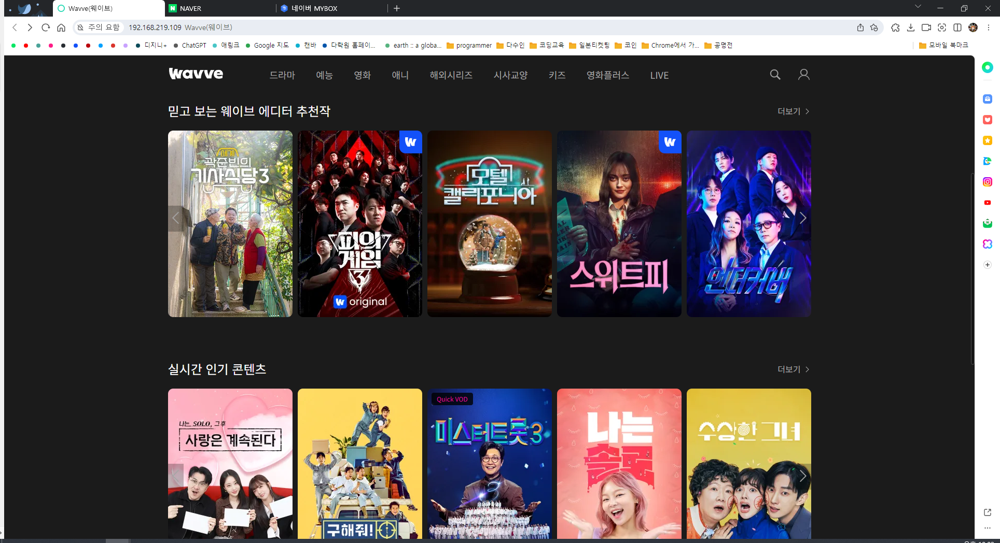 Wavve(웨이브)
NAVER
네이버 MYBOX
주의 요함
192.168.219.109 Wavve(웨이브)
디지니+
ChatGPT
애링크
Google 지도
캔바
다락원 홈페이...
earth :: a globa...
programmer
다수인
코딩교육
일본티켓팅
코인
Chrome에서 가...
공명전
모바일 북마크
wavve
드라마
예능
영화
애니
해외시리즈
시사교양
키즈
영화플러스
LIVE
믿고 보는 웨이브 에디터 추천작
더보기
세계
곽준빈의
기사식당3
W
피의
게임
3
W original
모텔
캘리포니아
W
스위트피
언더커버
실시간 인기 콘텐츠
더보기
나는 SOLO, 그후
사랑은 계속된다
구해줘!
Quick VOD
미스터트롯3
나는
솔로
수상한 그녀